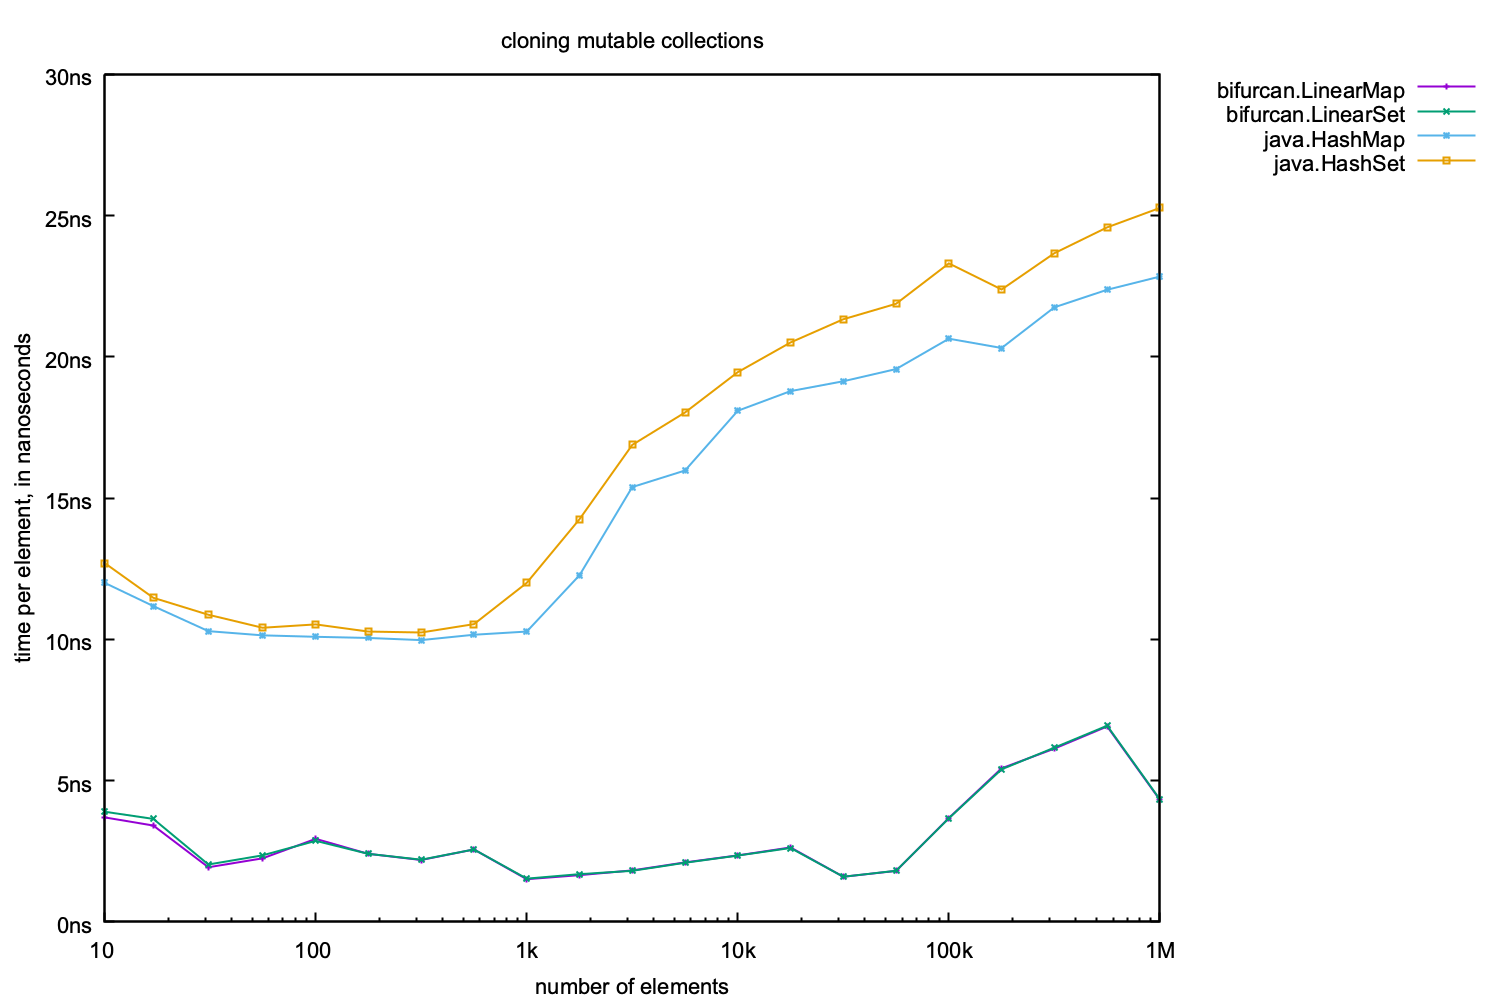 cloning mutable collections
30ns
25ns
20ns
15ns
10ns
5ns
0ns
time per element, in nanoseconds
10 100 1k 10k 100k 1M
number of elements
bifurcan.LinearMap
bifurcan.LinearSet
java.HashMap
java.HashSet